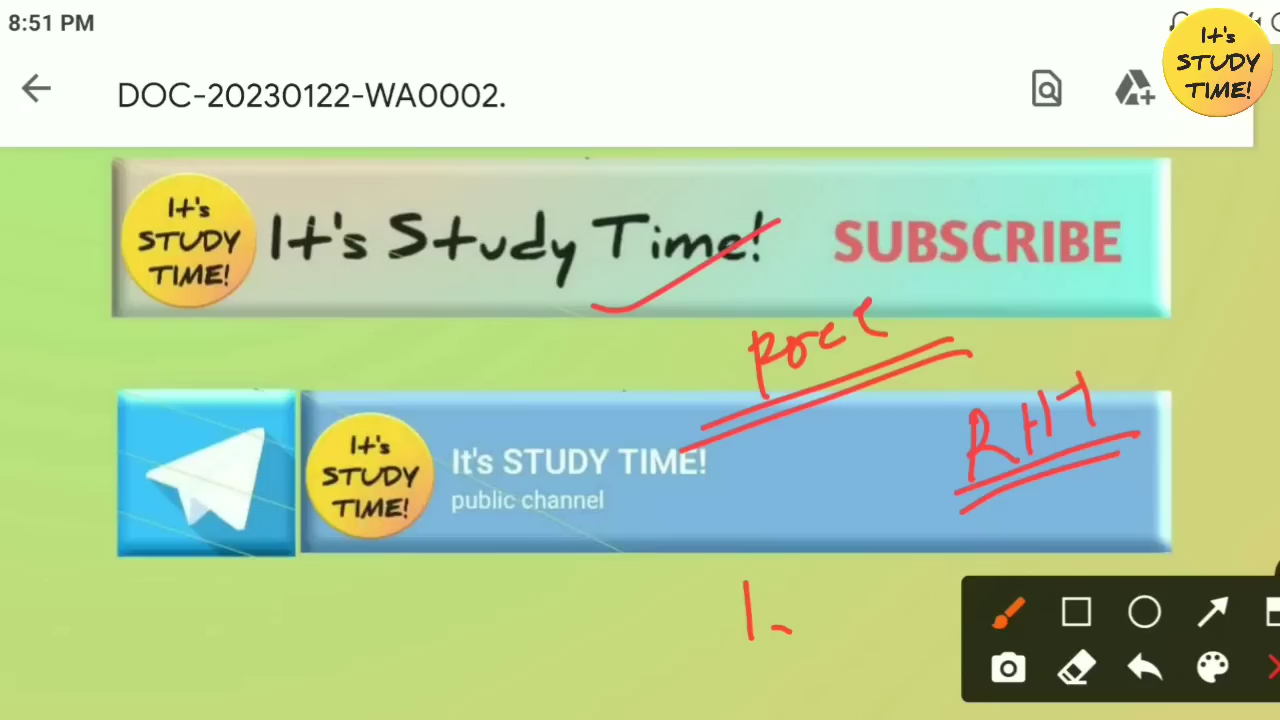 8:51 PM
It's
STUDY
TIME!
DOC-20230122-WA0002.
It's
STUDY
TIME!
It's Study Time!
SUBSCRIBE
RHT
It's
STUDY
TIME!
It's STUDY TIME!
public channel